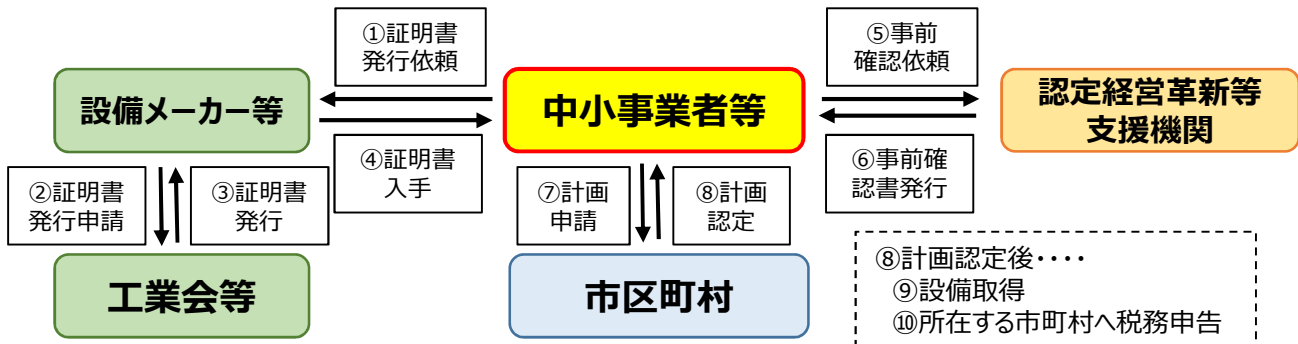 ①証明書
発行依頼
⑤事前
確認依頼
設備メーカー等
中小事業者等
認定経営革新等
支援機関
④証明書
入手
⑥事前確
認書発行
②証明書
発行申請
③証明書
発行
⑦計画
申請
⑧計画
認定
工業会等
市区町村
⑧計画認定後・・・・
⑨設備取得
⑩所在する市町村へ税務申告